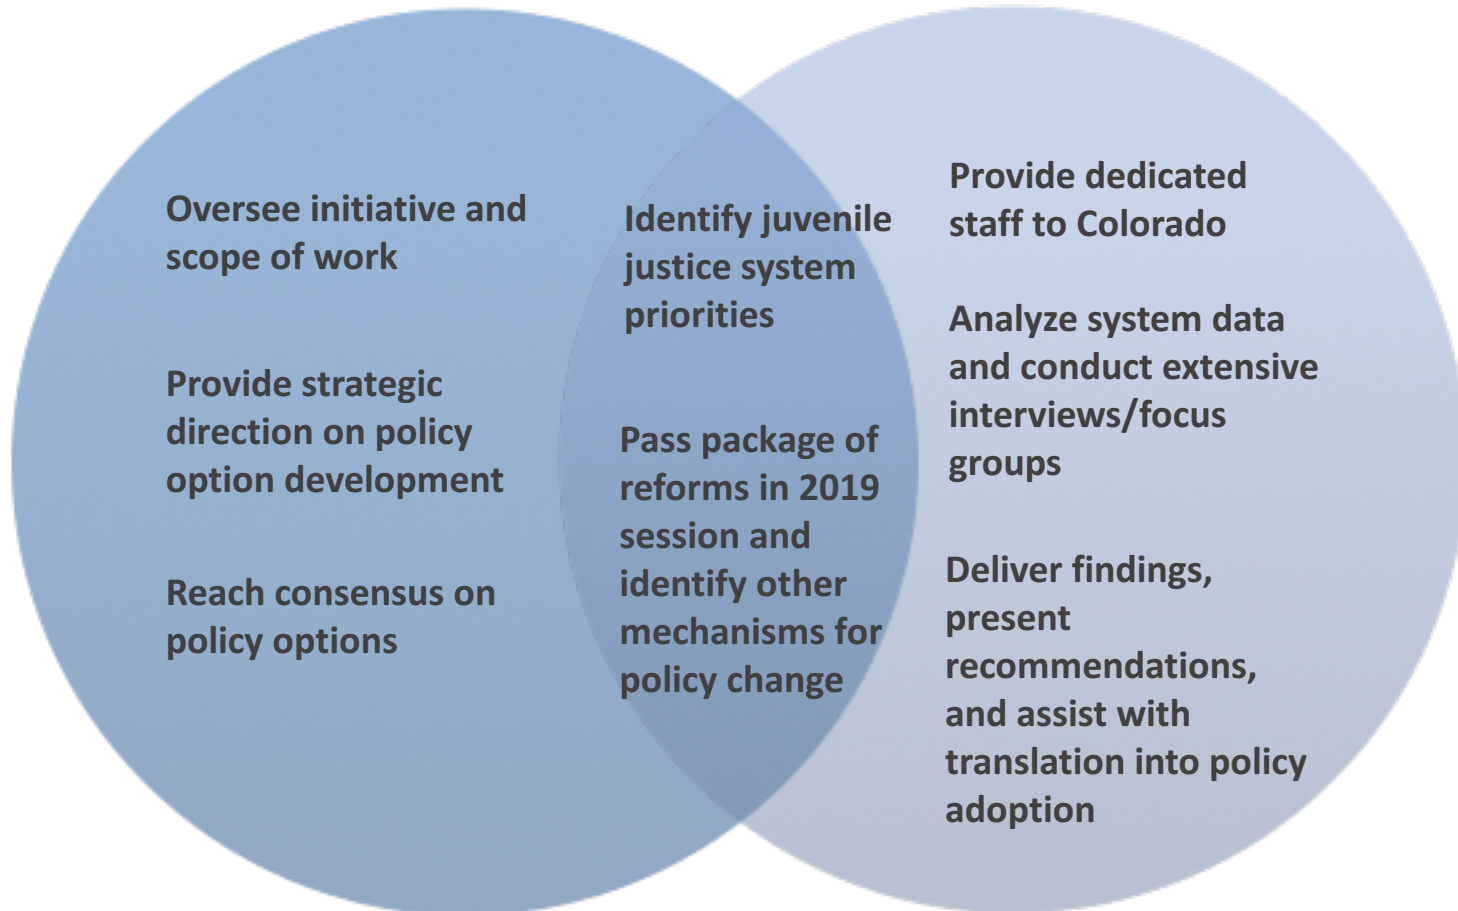 Oversee initiative and
scope of work
Provide strategic
direction on policy
option development
Reach consensus on
policy options
Identify juvenile
justice system
priorities
Pass package of
reforms in 2019
session and
identify other
mechanisms for
policy change
Provide dedicated
staff to Colorado
Analyze system data
and conduct extensive
interviews/focus
groups
Deliver findings,
present
recommendations,
and assist with
translation into policy
adoption